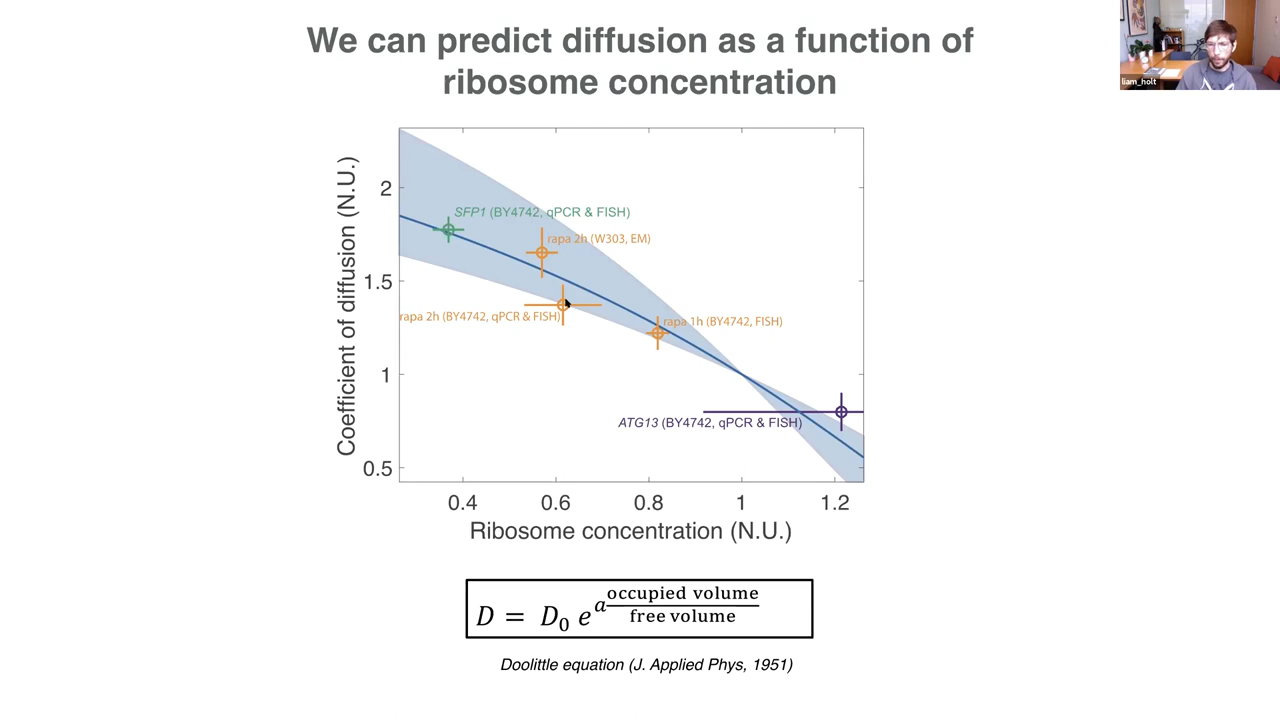 We can predict diffusion as a function of
ribosome concentration
liam_holt
Coefficient of diffusion (N.U.)
2
1.5
1
0.5
SFP1 (BY4742, qPCR & FISH)
rapa 2h (W303, EM)
rapa 2h (BY4742, qPCR & FISH)
rapa 1h (BY4742, FISH)
ATG13 (BY4742, qPCR & FISH)
0.4 0.6 0.8 1 1.2
Ribosome concentration (N.U.)
D = D₀ e^{a \frac{occupied volume}{free volume}}
Doolittle equation (J. Applied Phys, 1951)